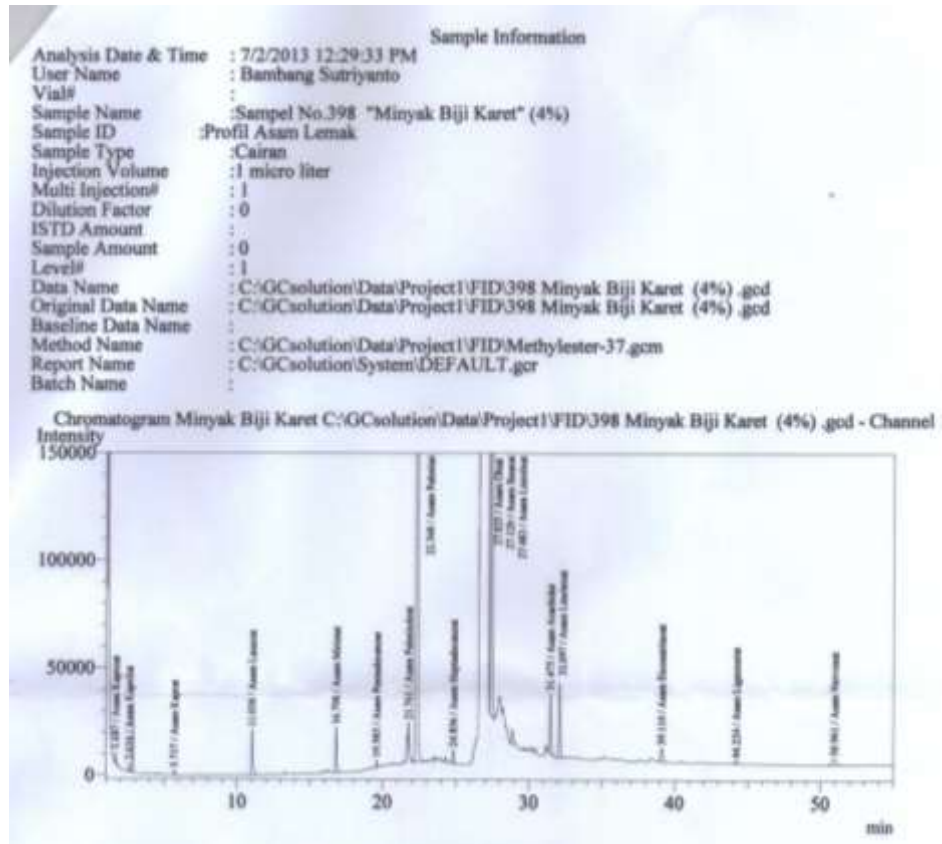 Sample Information
Analysis Date & Time : 7/2/2013 12:29:33 PM
User Name : Bambang Sutriyanto
Vial# :
Sample Name :Sampel No.398 "Minyak Biji Karet" (4%)
Sample ID :Profil Asam Lemak
Sample Type :Cairan
Injection Volume :1 micro liter
Multi Injection# : 1
Dilution Factor : 0
ISTD Amount :
Sample Amount : 0
Level# : 1
Data Name : C:\GCsolution\Data\Project1\FID\398 Minyak Biji Karet (4%) .gcd
Original Data Name : C:\GCsolution\Data\Project1\FID\398 Minyak Biji Karet (4%) .gcd
Baseline Data Name :
Method Name : C:\GCsolution\Data\Project1\FID\Methylester-37.gcm
Report Name : C:\GCsolution\System\DEFAULT.gcr
Batch Name :
Chromatogram Minyak Biji Karet C:\GCsolution\Data\Project1\FID\398 Minyak Biji Karet (4%) .gcd - Channel
Intensity
150000
100000
50000
0
10 20 30 40 50
min